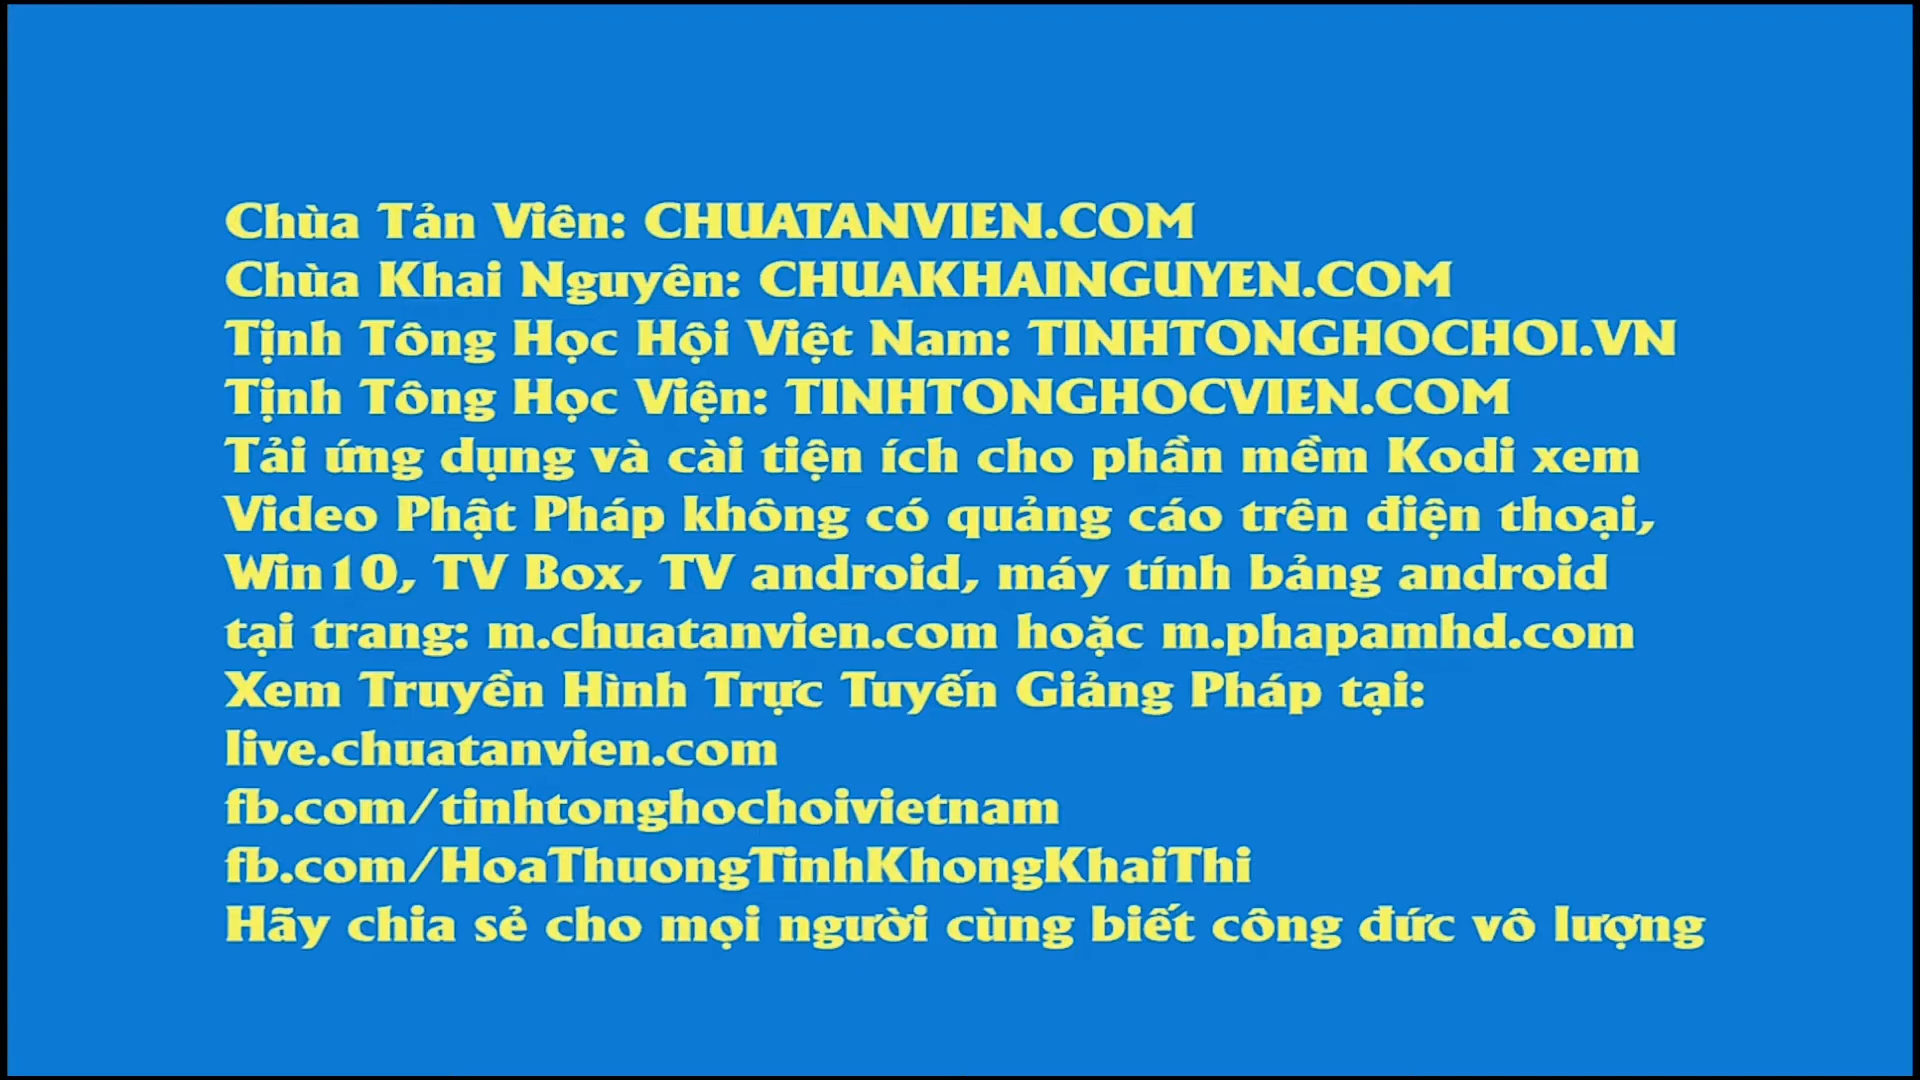 Chùa Tản Viên: CHUATANVIEN.COM
Chùa Khai Nguyên: CHUAKHAINGUYEN.COM
Tịnh Tông Học Hội Việt Nam: TINHTONGHOCHOI.VN
Tịnh Tông Học Viện: TINHTONGHOCVIEN.COM
Tải ứng dụng và cài tiện ích cho phần mềm Kodi xem
Video Phật Pháp không có quảng cáo trên điện thoại,
Win10, TV Box, TV android, máy tính bảng android
tại trang: m.chuatanvien.com hoặc m.phapamhd.com
Xem Truyền Hình Trực Tuyến Giảng Pháp tại:
live.chuatanvien.com
fb.com/tinhtonghochoivietnam
fb.com/HoaThuongTinhKhongKhaiThi
Hãy chia sẻ cho mọi người cùng biết công đức vô lượng